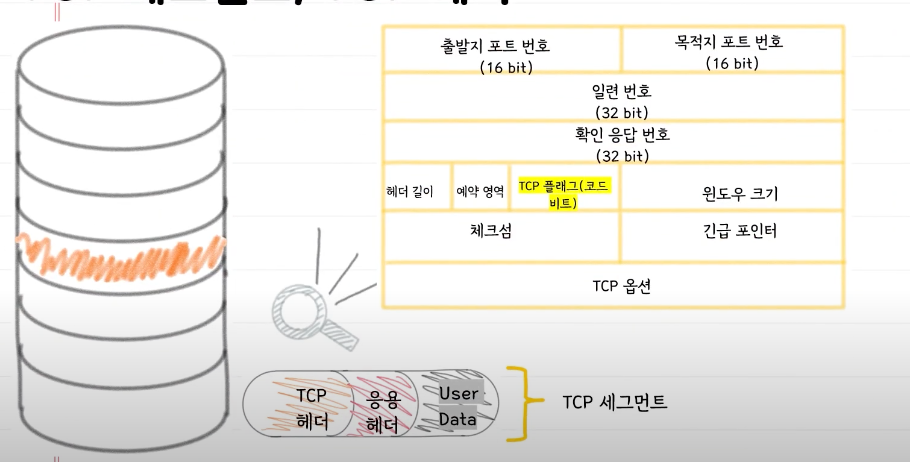 출발지 포트 번호
(16 bit)
목적지 포트 번호
(16 bit)
일련 번호
(32 bit)
확인 응답 번호
(32 bit)
헤더 길이
예약 영역
TCP 플래그(코드
비트)
윈도우 크기
체크섬
긴급 포인터
TCP 옵션
TCP
헤더
응용
헤더
User
Data
TCP 세그먼트